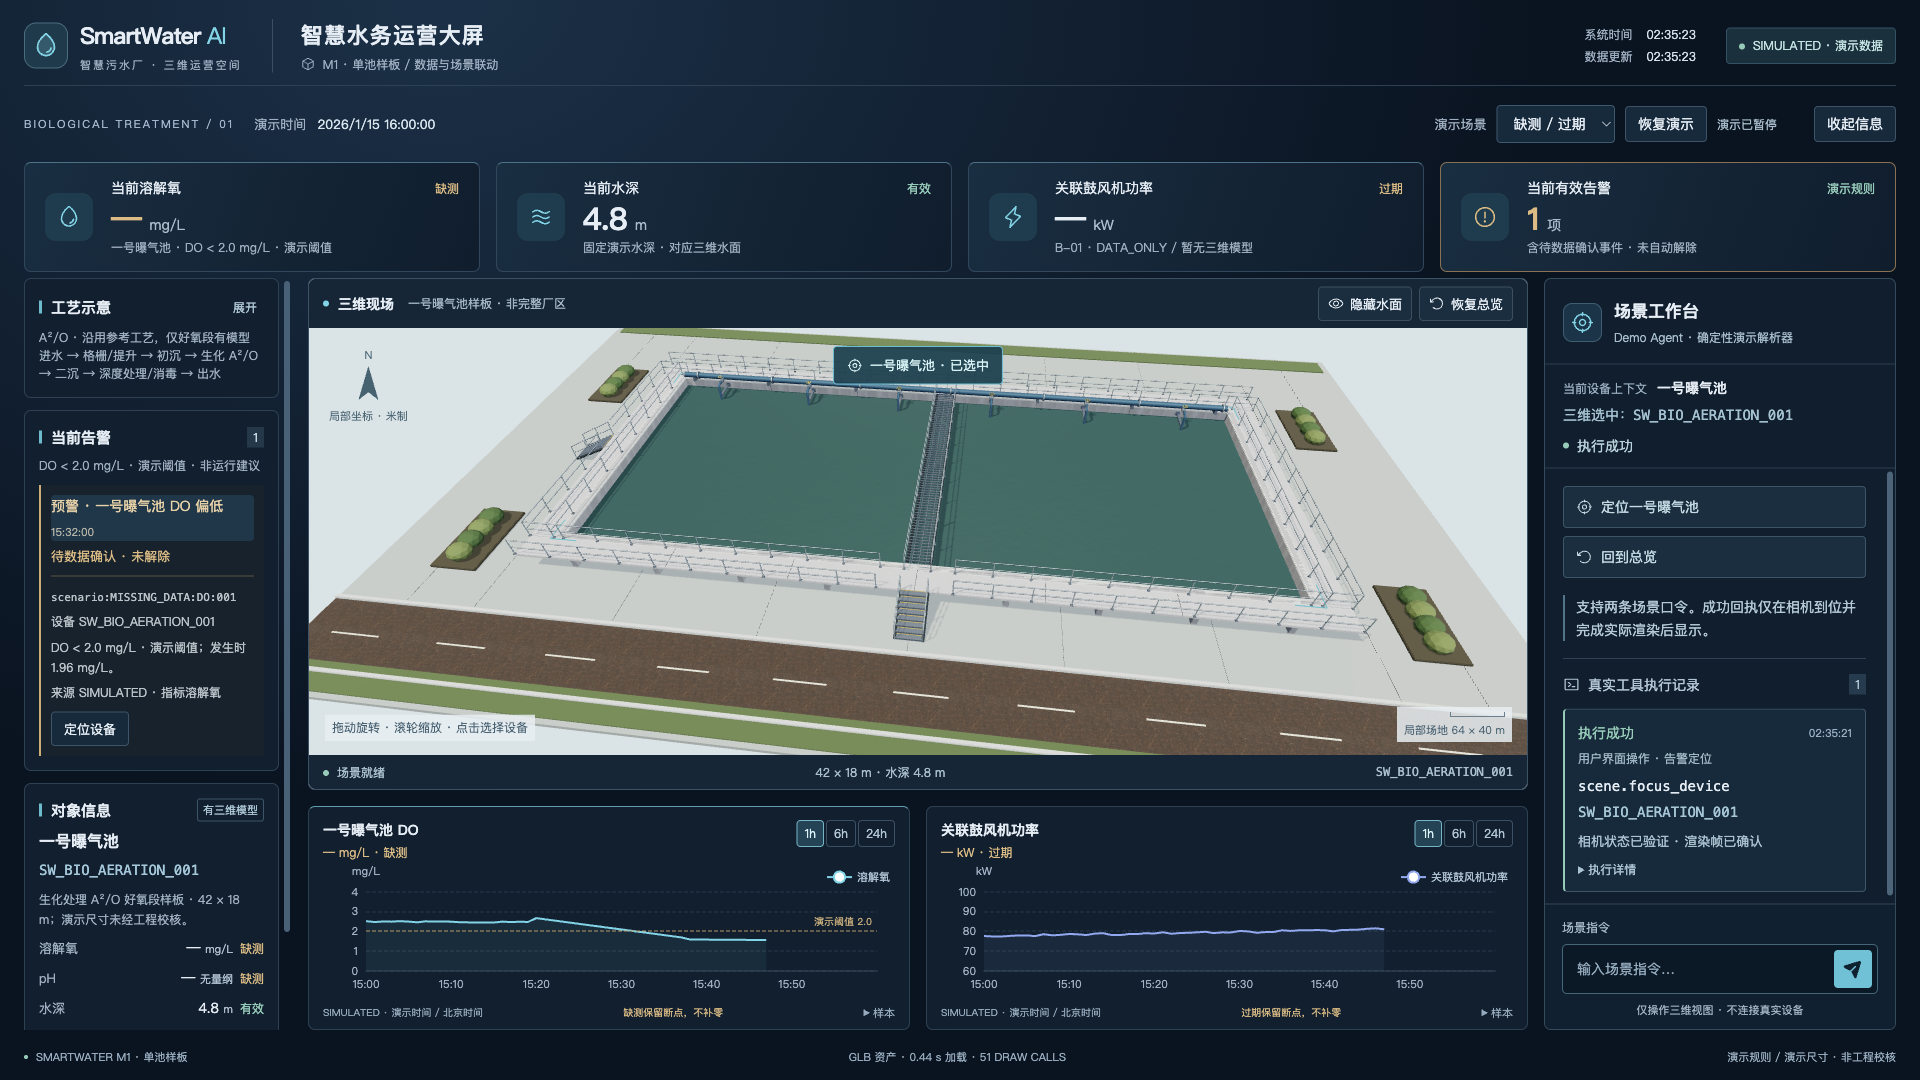 SmartWater AI
智慧污水厂 · 三维运营空间
智慧水务运营大屏
M1 · 单池样板 / 数据与场景联动
系统时间 02:35:23
数据更新 02:35:23
SIMULATED · 演示数据
BIOLOGICAL TREATMENT / 01 演示时间 2026/1/15 16:00:00
演示场景 缺测 / 过期 恢复演示 演示已暂停 收起信息
当前溶解氧 缺测
— mg/L
一号曝气池 · DO < 2.0 mg/L · 演示阈值
当前水深 有效
4.8 m
固定演示水深 · 对应三维水面
关联鼓风机功率 过期
— kW
B-01 · DATA_ONLY / 暂无三维模型
当前有效告警 演示规则
1 项
含待数据确认事件 · 未自动解除
工艺示意 展开
A²/O · 沿用参考工艺，仅好氧段有模型
进水 → 格栅/提升 → 初沉 → 生化 A²/O
→ 二沉 → 深度处理/消毒 → 出水
当前告警 1
DO < 2.0 mg/L · 演示阈值 · 非运行建议
预警 · 一号曝气池 DO 偏低
15:32:00
待数据确认 · 未解除
scenario:MISSING_DATA:DO:001
设备 SW_BIO_AERATION_001
DO < 2.0 mg/L · 演示阈值；发生时
1.96 mg/L。
来源 SIMULATED · 指标溶解氧
定位设备
对象信息 有三维模型
一号曝气池
SW_BIO_AERATION_001
生化处理 A²/O 好氧段样板 · 42 × 18
m；演示尺寸未经工程校核。
溶解氧 — mg/L 缺测
pH — 无量纲 缺测
水深 4.8 m 有效
三维现场 一号曝气池样板 · 非完整厂区
隐藏水面 恢复总览
N
局部坐标 · 米制
一号曝气池 · 已选中
拖动旋转 · 滚轮缩放 · 点击选择设备
局部场地 64 × 40 m
场景就绪 42 × 18 m · 水深 4.8 m SW_BIO_AERATION_001
一号曝气池 DO 1h 6h 24h
— mg/L · 缺测
mg/L 溶解氧
4
3
演示阈值 2.0
2
1
0
15:00 15:10 15:20 15:30 15:40 15:50
SIMULATED · 演示时间 / 北京时间 缺测保留断点，不补零 ▶ 样本
关联鼓风机功率 1h 6h 24h
— kW · 过期
kW 关联鼓风机功率
100
90
80
70
60
15:00 15:10 15:20 15:30 15:40 15:50
SIMULATED · 演示时间 / 北京时间 过期保留断点，不补零 ▶ 样本
场景工作台
Demo Agent · 确定性演示解析器
当前设备上下文 一号曝气池
三维选中: SW_BIO_AERATION_001
执行成功
定位一号曝气池
回到总览
支持两条场景口令。成功回执仅在相机到位并
完成实际渲染后显示。
真实工具执行记录 1
执行成功 02:35:21
用户界面操作 · 告警定位
scene.focus_device
SW_BIO_AERATION_001
相机状态已验证 · 渲染帧已确认
▶ 执行详情
场景指令
输入场景指令...
仅操作三维视图 · 不连接真实设备
SMARTWATER M1 · 单池样板
GLB 资产 · 0.44 s 加载 · 51 DRAW CALLS
演示规则 / 演示尺寸 · 非工程校核